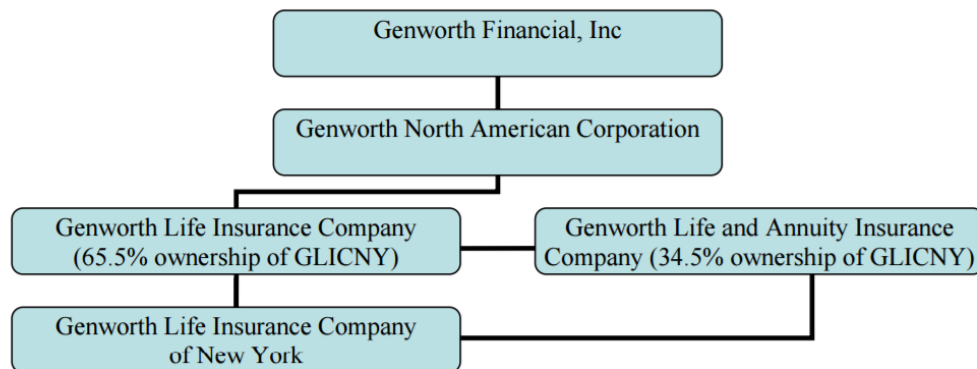 Genworth Financial, Inc
Genworth North American Corporation
Genworth Life Insurance Company
(65.5% ownership of GLICNY)
Genworth Life and Annuity Insurance
Company (34.5% ownership of GLICNY)
Genworth Life Insurance Company
of New York